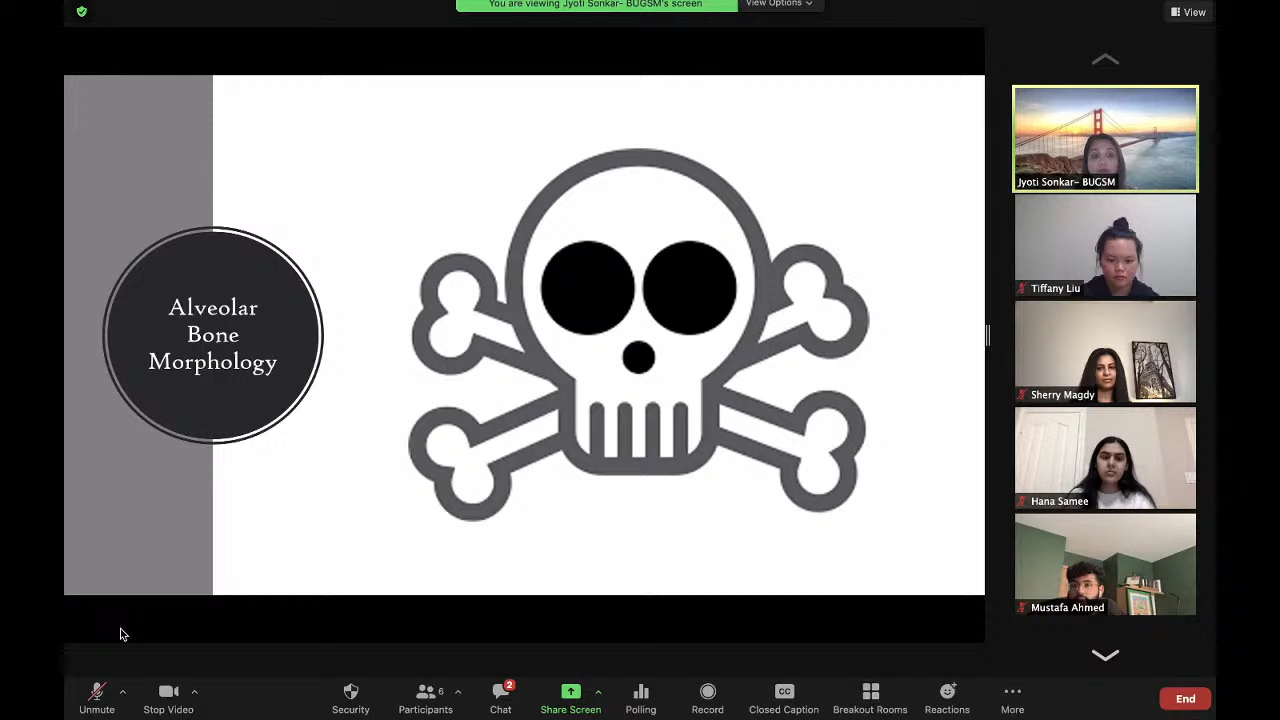 You are viewing Jyoti Sonkar- BUGSM's screen
View Options
View
Alveolar
Bone
Morphology
Jyoti Sonkar- BUGSM
Tiffany Liu
Sherry Magdy
Hana Samee
Mustafa Ahmed
Unmute
Stop Video
Security
6
Participants
2
Chat
Share Screen
Polling
Record
CC
Closed Caption
Breakout Rooms
Reactions
More
End